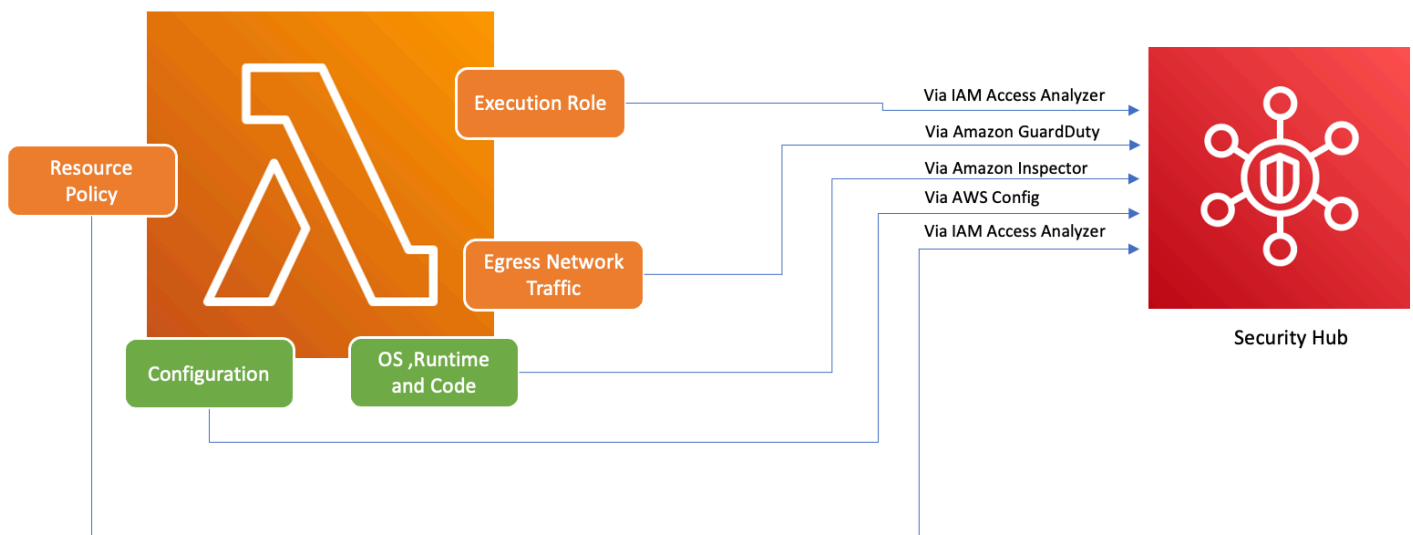 Execution Role
Via IAM Access Analyzer
Via Amazon GuardDuty
Resource
Policy
Via Amazon Inspector
Via AWS Config
Via IAM Access Analyzer
Egress Network
Traffic
Security Hub
Configuration
OS ,Runtime
and Code